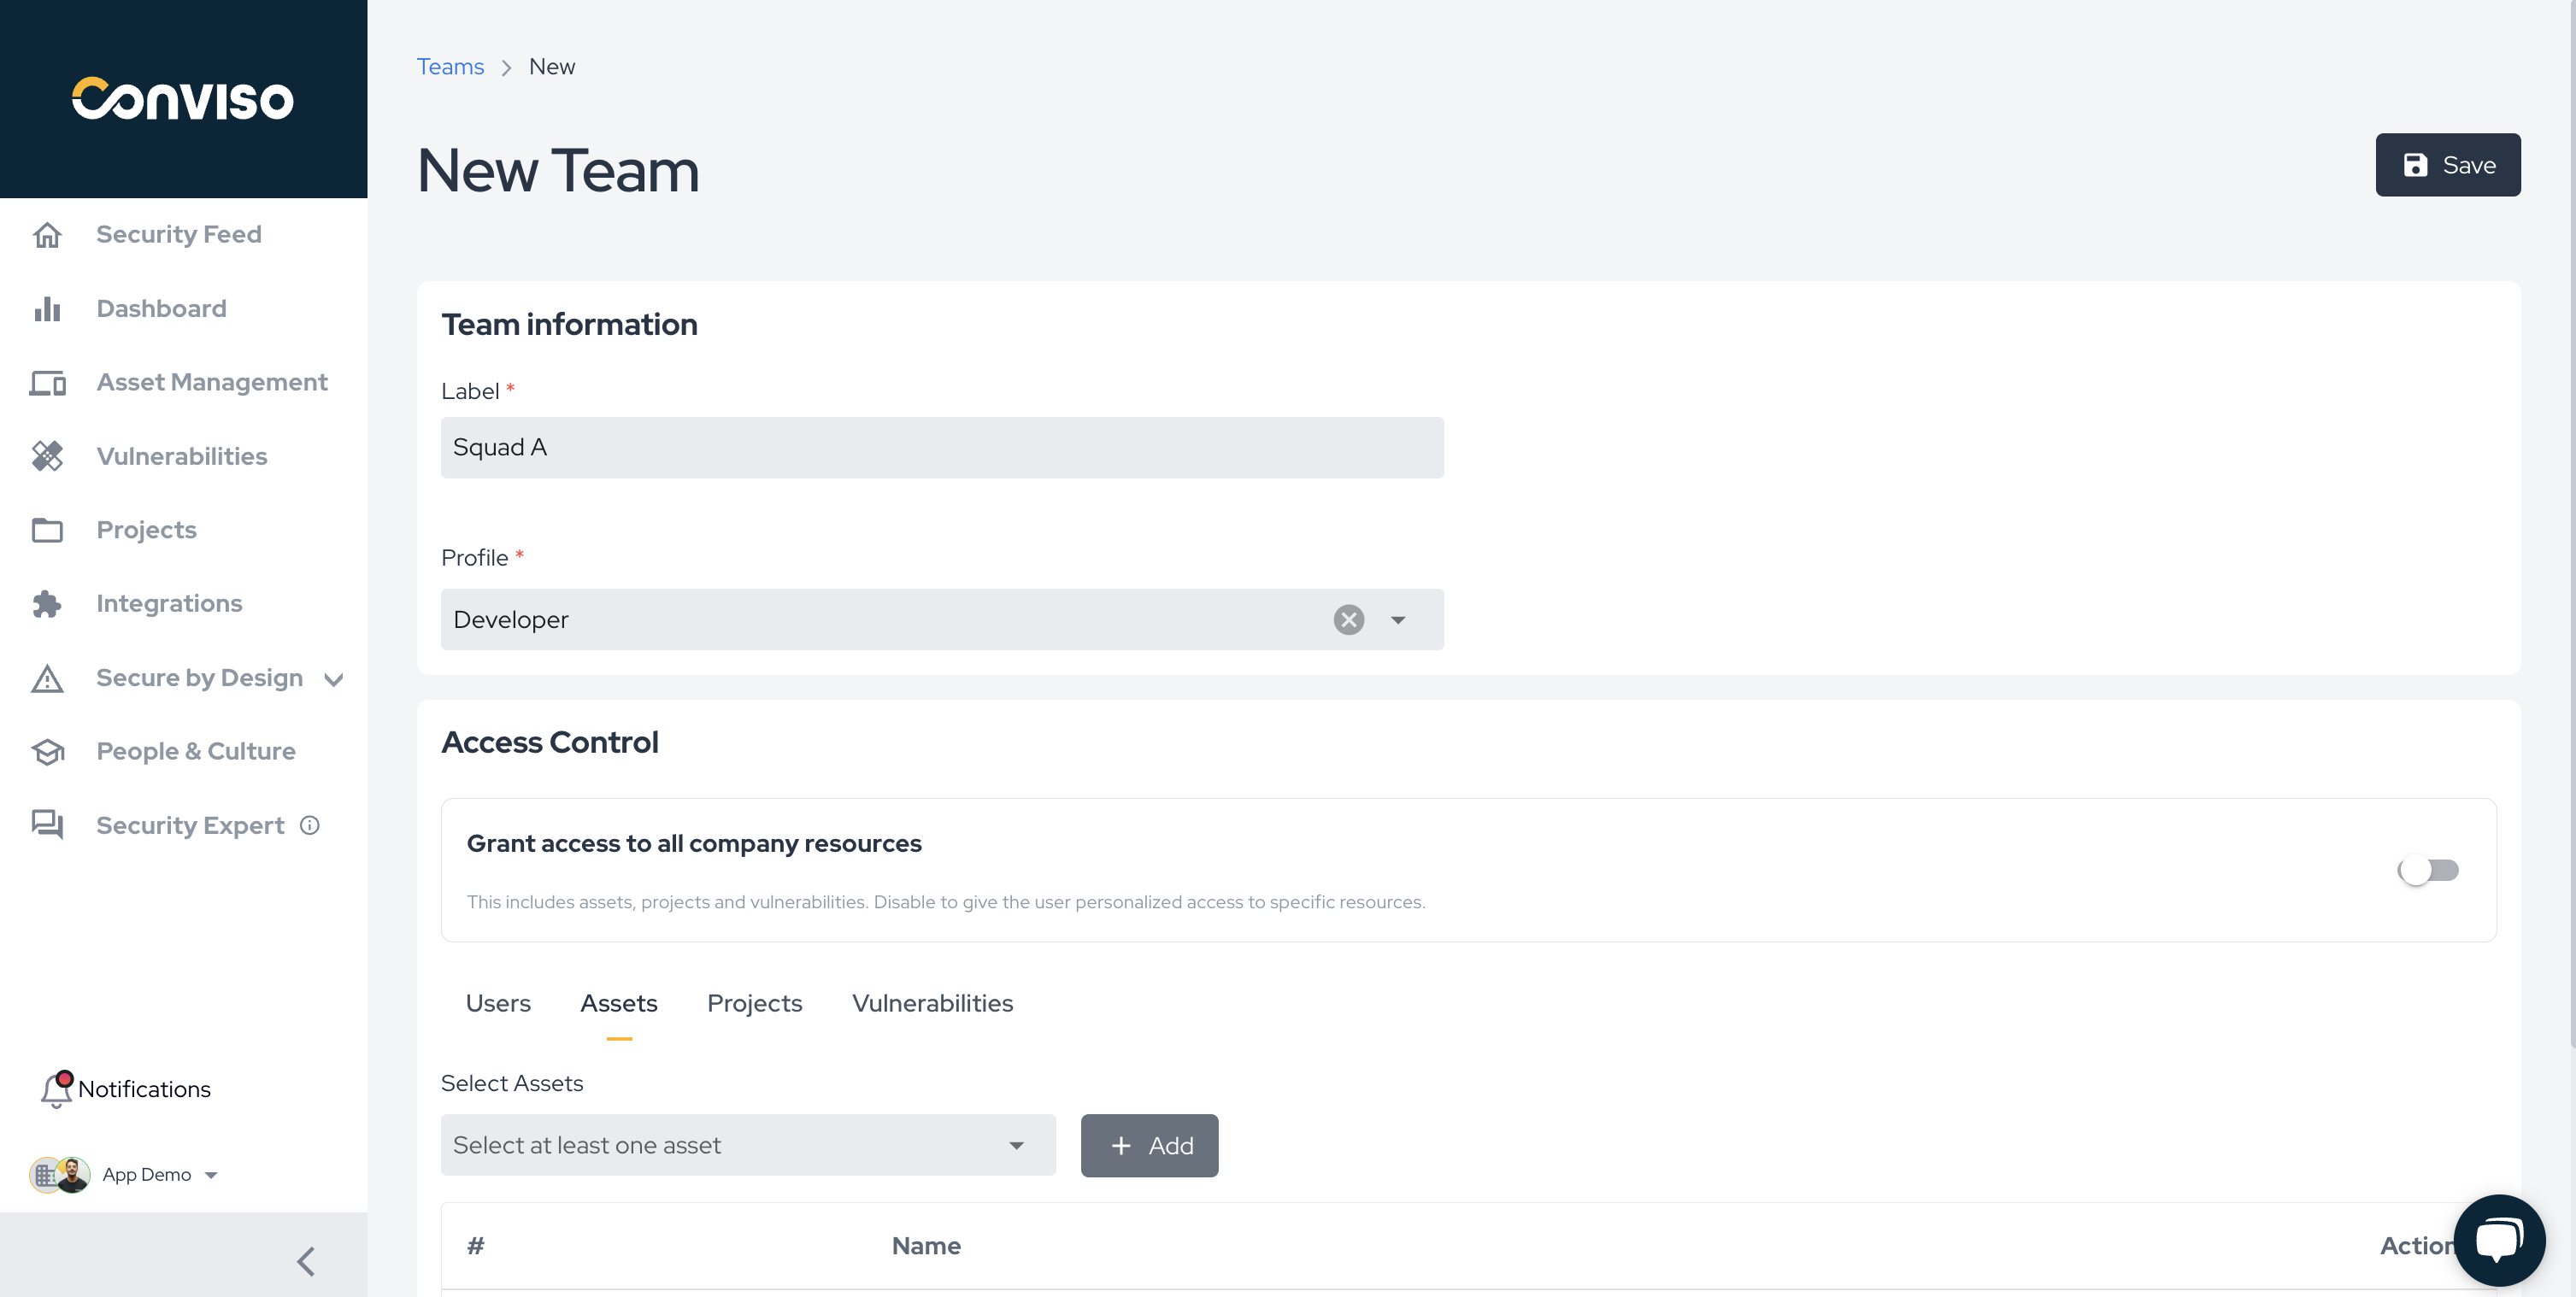 Conviso
Security Feed
Dashboard
Asset Management
Vulnerabilities
Projects
Integrations
Secure by Design
People & Culture
Security Expert
Notifications
App Demo
Teams > New
New Team
Save
Team information
Label *
Squad A
Profile *
Developer
Access Control
Grant access to all company resources
This includes assets, projects and vulnerabilities. Disable to give the user personalized access to specific resources.
Users Assets Projects Vulnerabilities
Select Assets
Select at least one asset
+ Add
# Name Action